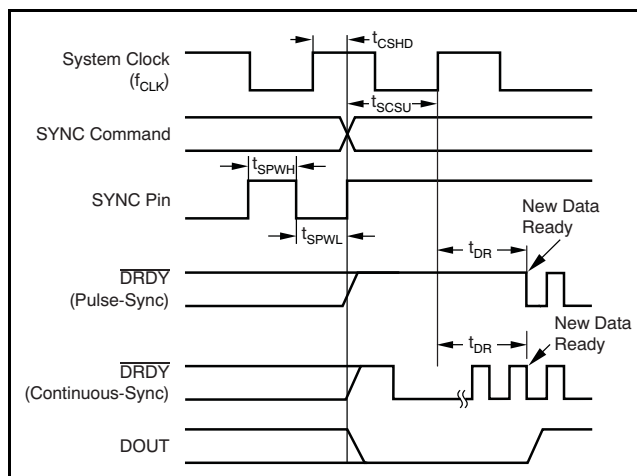 System Clock
(fCLK)
tCSHD
tSCSU
SYNC Command
tSPWH
SYNC Pin
tSPWL
New Data
Ready
tDR
DRDY
(Pulse-Sync)
New Data
Ready
tDR
DRDY
(Continuous-Sync)
DOUT